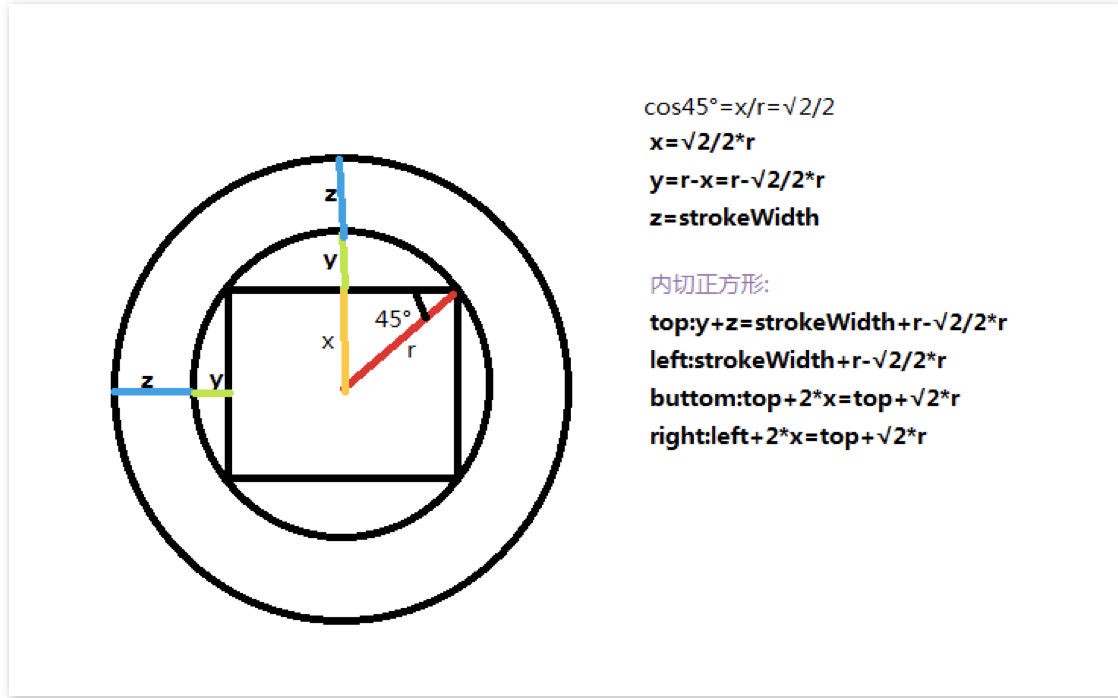 cos45°=x/r=√2/2
x=√2/2*r
y=r-x=r-√2/2*r
z=strokeWidth
内切正方形:
top:y+z=strokeWidth+r-√2/2*r
left:strokeWidth+r-√2/2*r
buttom:top+2*x=top+√2*r
right:left+2*x=top+√2*r
z
y
45°
x
r
z
y